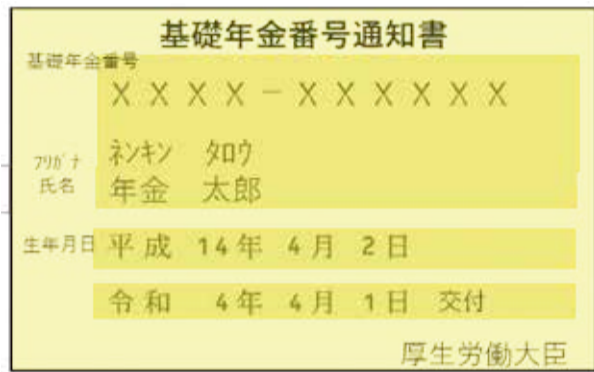 基礎年金番号通知書
基礎年金番号
XXXX-XXXXXX
フリガナ ネンキン タロウ
氏名 年金 太郎
生年月日 平成 14年 4月 2日
令和 4年 4月 1日 交付
厚生労働大臣